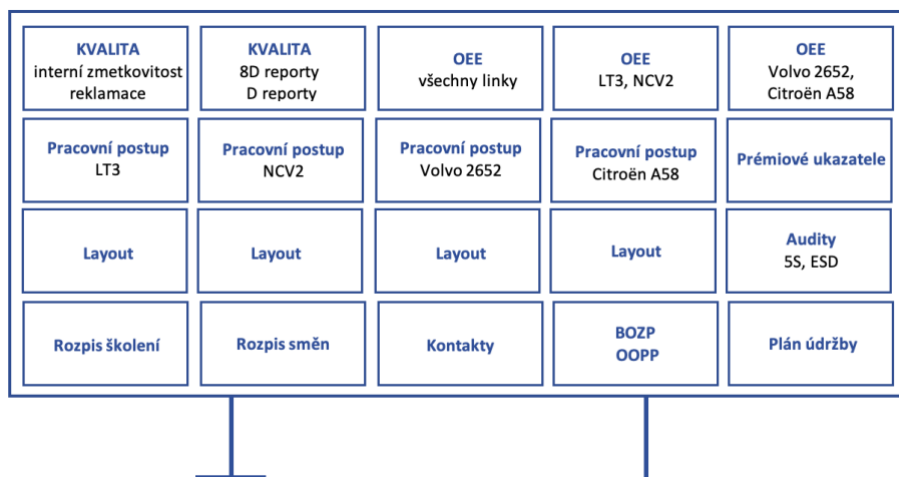 KVALITA
interní zmetkovitost
reklamace
KVALITA
8D reporty
D reporty
OEE
všechny linky
OEE
LT3, NCV2
OEE
Volvo 2652,
Citroën A58
Pracovní postup
LT3
Pracovní postup
NCV2
Pracovní postup
Volvo 2652
Pracovní postup
Citroën A58
Prémiové ukazatele
Layout
Layout
Layout
Layout
Audity
5S, ESD
Rozpis školení
Rozpis směn
Kontakty
BOZP
OOPP
Plán údržby